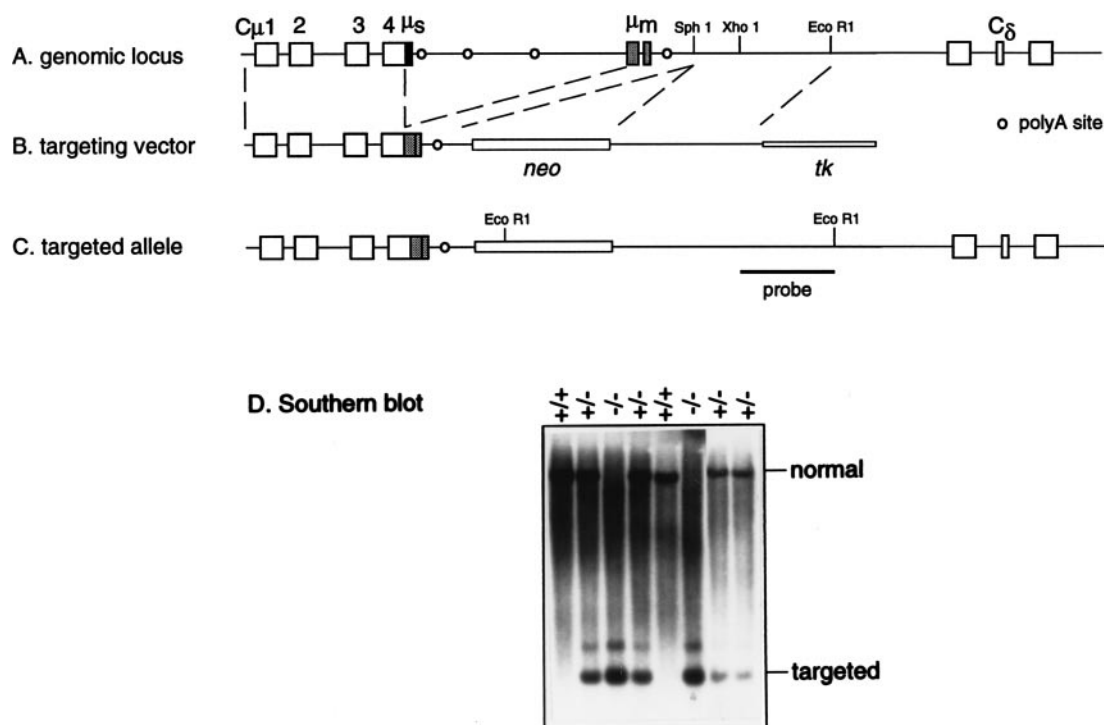 Cμ1 2 3 4 μs μm Sph 1 Xho 1 Eco R1 Cδ
A. genomic locus
polyA site
B. targeting vector
neo tk
Eco R1 Eco R1
C. targeted allele
probe
D. Southern blot
+/+ +/- -/- +/- +/+ -/- +/- +/-
normal
targeted